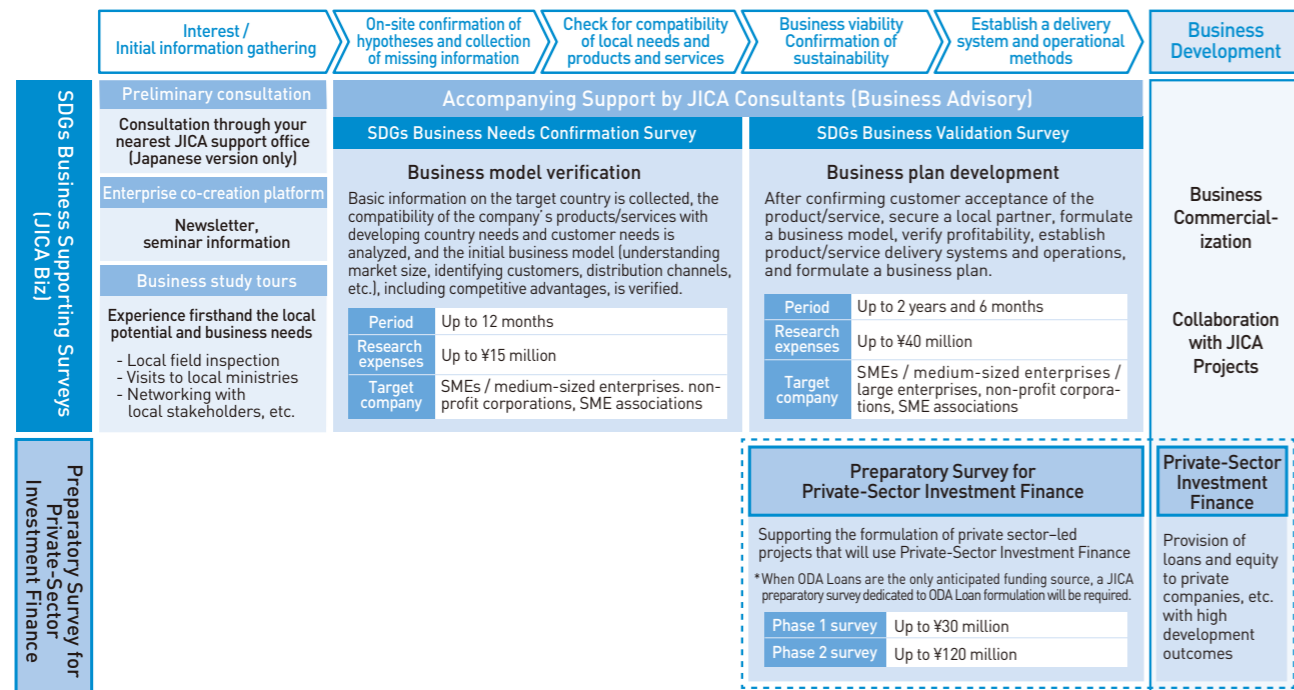 Interest /
Initial information gathering
On-site confirmation of
hypotheses and collection
of missing information
Check for compatibility
of local needs and
products and services
Business viability
Confirmation of
sustainability
Establish a delivery
system and operational
methods
Business
Development
SDGs Business Supporting Surveys
(JICA Biz)
Preliminary consultation
Consultation through your
nearest JICA support office
(Japanese version only)
Enterprise co-creation platform
Newsletter,
seminar information
Business study tours
Experience firsthand the local
potential and business needs
- Local field inspection
- Visits to local ministries
- Networking with
local stakeholders, etc.
Accompanying Support by JICA Consultants (Business Advisory)
SDGs Business Needs Confirmation Survey
Business model verification
Basic information on the target country is collected, the
compatibility of the company's products/services with
developing country needs and customer needs is
analyzed, and the initial business model (understanding
market size, identifying customers, distribution channels,
etc.), including competitive advantages, is verified.
Period Up to 12 months
Research
expenses Up to ¥15 million
Target
company SMEs / medium-sized enterprises. non-
profit corporations, SME associations
SDGs Business Validation Survey
Business plan development
After confirming customer acceptance of the
product/service, secure a local partner, formulate
a business model, verify profitability, establish
product/service delivery systems and operations,
and formulate a business plan.
Period Up to 2 years and 6 months
Research
expenses Up to ¥40 million
Target
company SMEs / medium-sized enterprises /
large enterprises, non-profit corpora-
tions, SME associations
Business
Commercial-
ization
Collaboration
with JICA
Projects
Preparatory Survey for
Private-Sector
Investment Finance
Preparatory Survey for
Private-Sector Investment Finance
Supporting the formulation of private sector–led
projects that will use Private-Sector Investment Finance
*When ODA Loans are the only anticipated funding source, a JICA
preparatory survey dedicated to ODA Loan formulation will be required.
Phase 1 survey Up to ¥30 million
Phase 2 survey Up to ¥120 million
Private-Sector
Investment
Finance
Provision of
loans and equity
to private
companies, etc.
with high
development
outcomes